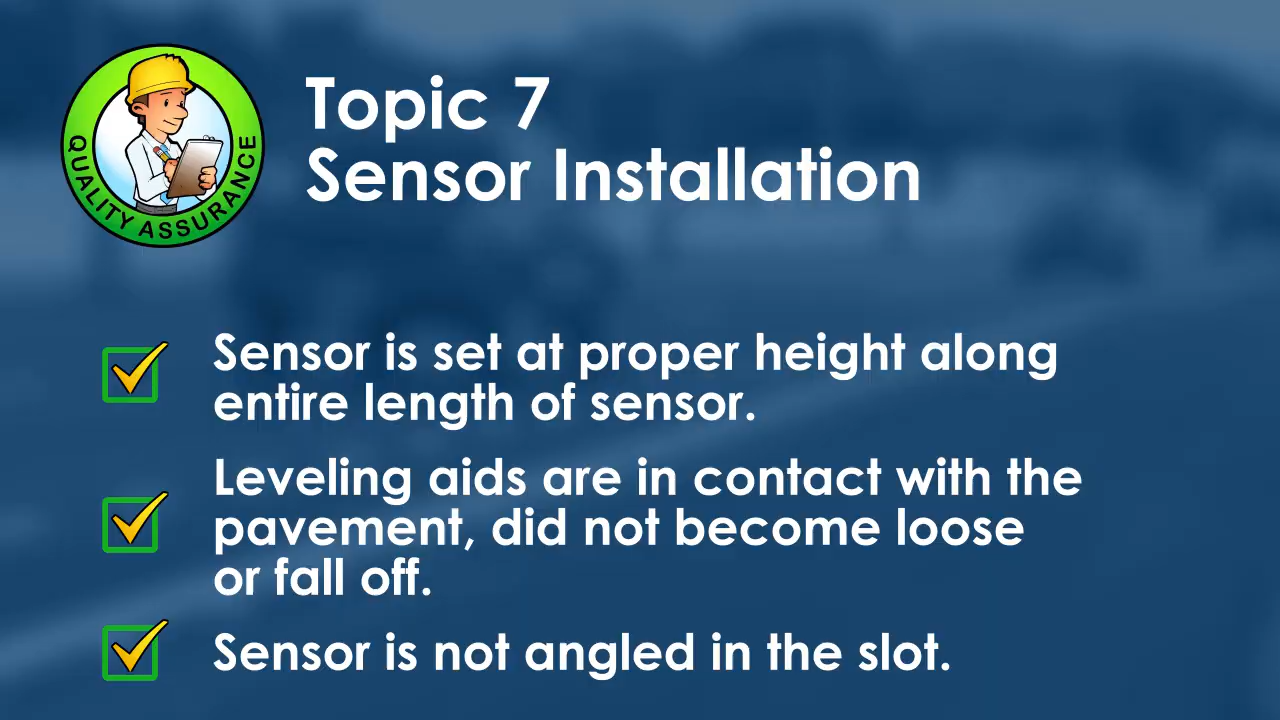 QUALITY ASSURANCE
Topic 7
Sensor Installation
Sensor is set at proper height along
entire length of sensor.
Leveling aids are in contact with the
pavement, did not become loose
or fall off.
Sensor is not angled in the slot.